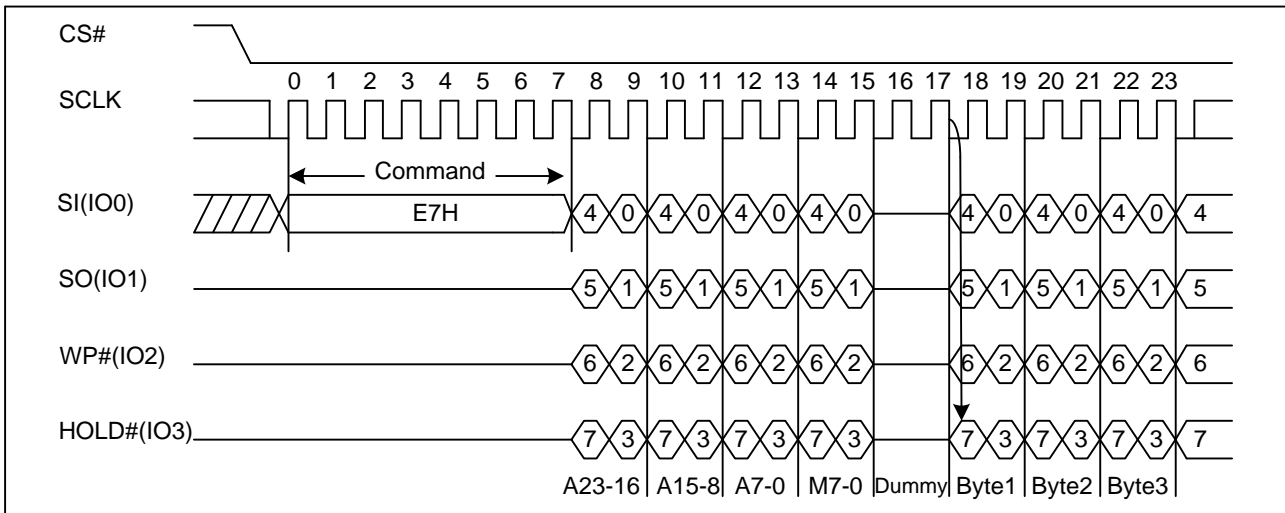 CS#
0 1 2 3 4 5 6 7 8 9 10 11 12 13 14 15 16 17 18 19 20 21 22 23
SCLK
Command
SI(IO0)
E7H 4 0 4 0 4 0 4 0 4 0 4 0 4 0 4
SO(IO1)
5 1 5 1 5 1 5 1 5 1 5 1 5 1 5
WP#(IO2)
6 2 6 2 6 2 6 2 6 2 6 2 6 2 6
HOLD#(IO3)
7 3 7 3 7 3 7 3 7 3 7 3 7 3 7
A23-16 A15-8 A7-0 M7-0 Dummy Byte1 Byte2 Byte3